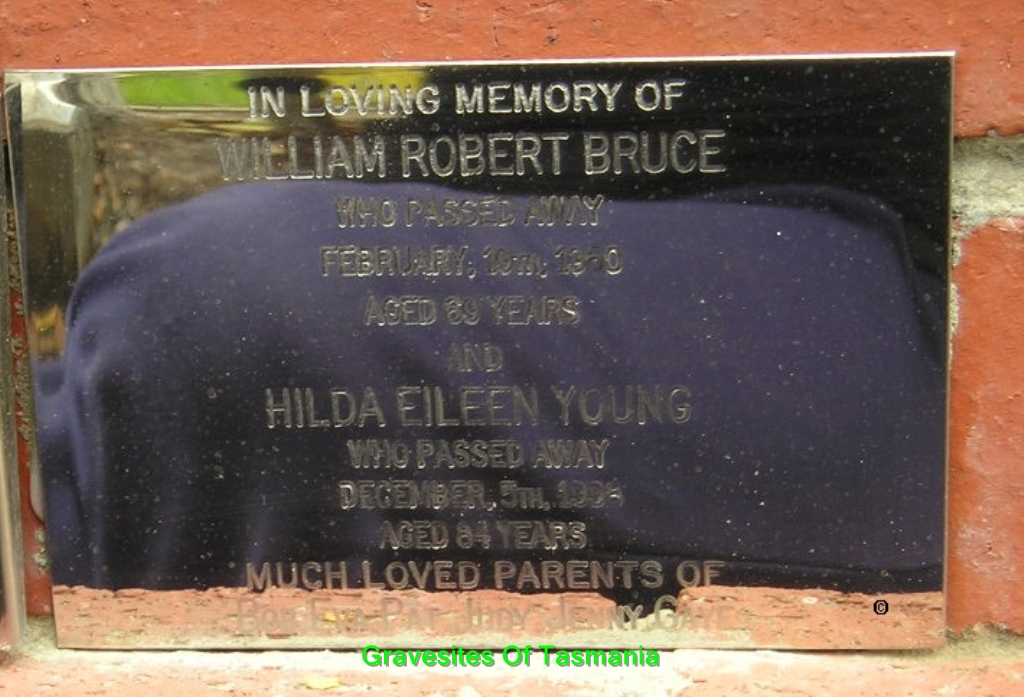 IN LOVING MEMORY OF
WILLIAM ROBERT BRUCE
WHO PASSED AWAY
FEBRUARY, 19TH,
AGED 69 YEARS
AND
HILDA EILEEN YOUNG
WHO PASSED AWAY
DECEMBER, 5TH,
AGED 84 YEARS
MUCH LOVED PARENTS OF
PAT JUDY JENNY
©
Gravesites Of Tasmania